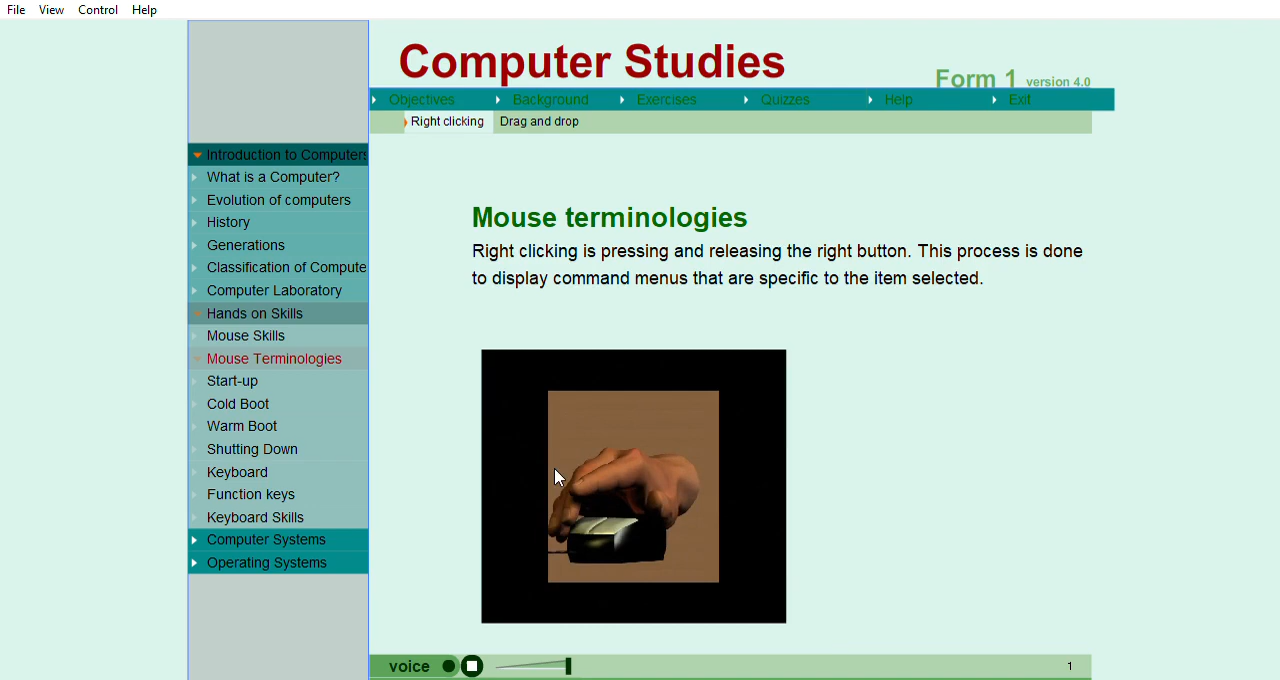 File View Control Help
Computer Studies
Form 1 version 4.0
Objectives Background Exercises Quizzes Help Exit
Right clicking Drag and drop
Introduction to Computers
What is a Computer?
Evolution of computers
History
Generations
Classification of Compute
Computer Laboratory
Hands on Skills
Mouse Skills
Mouse Terminologies
Start-up
Cold Boot
Warm Boot
Shutting Down
Keyboard
Function keys
Keyboard Skills
Computer Systems
Operating Systems
Mouse terminologies
Right clicking is pressing and releasing the right button. This process is done
to display command menus that are specific to the item selected.
voice
1